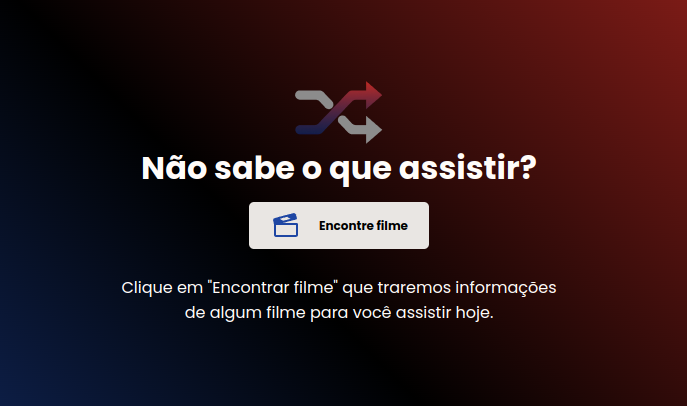 Não sabe o que assistir?
Encontre filme
Clique em "Encontrar filme" que traremos informações
de algum filme para você assistir hoje.